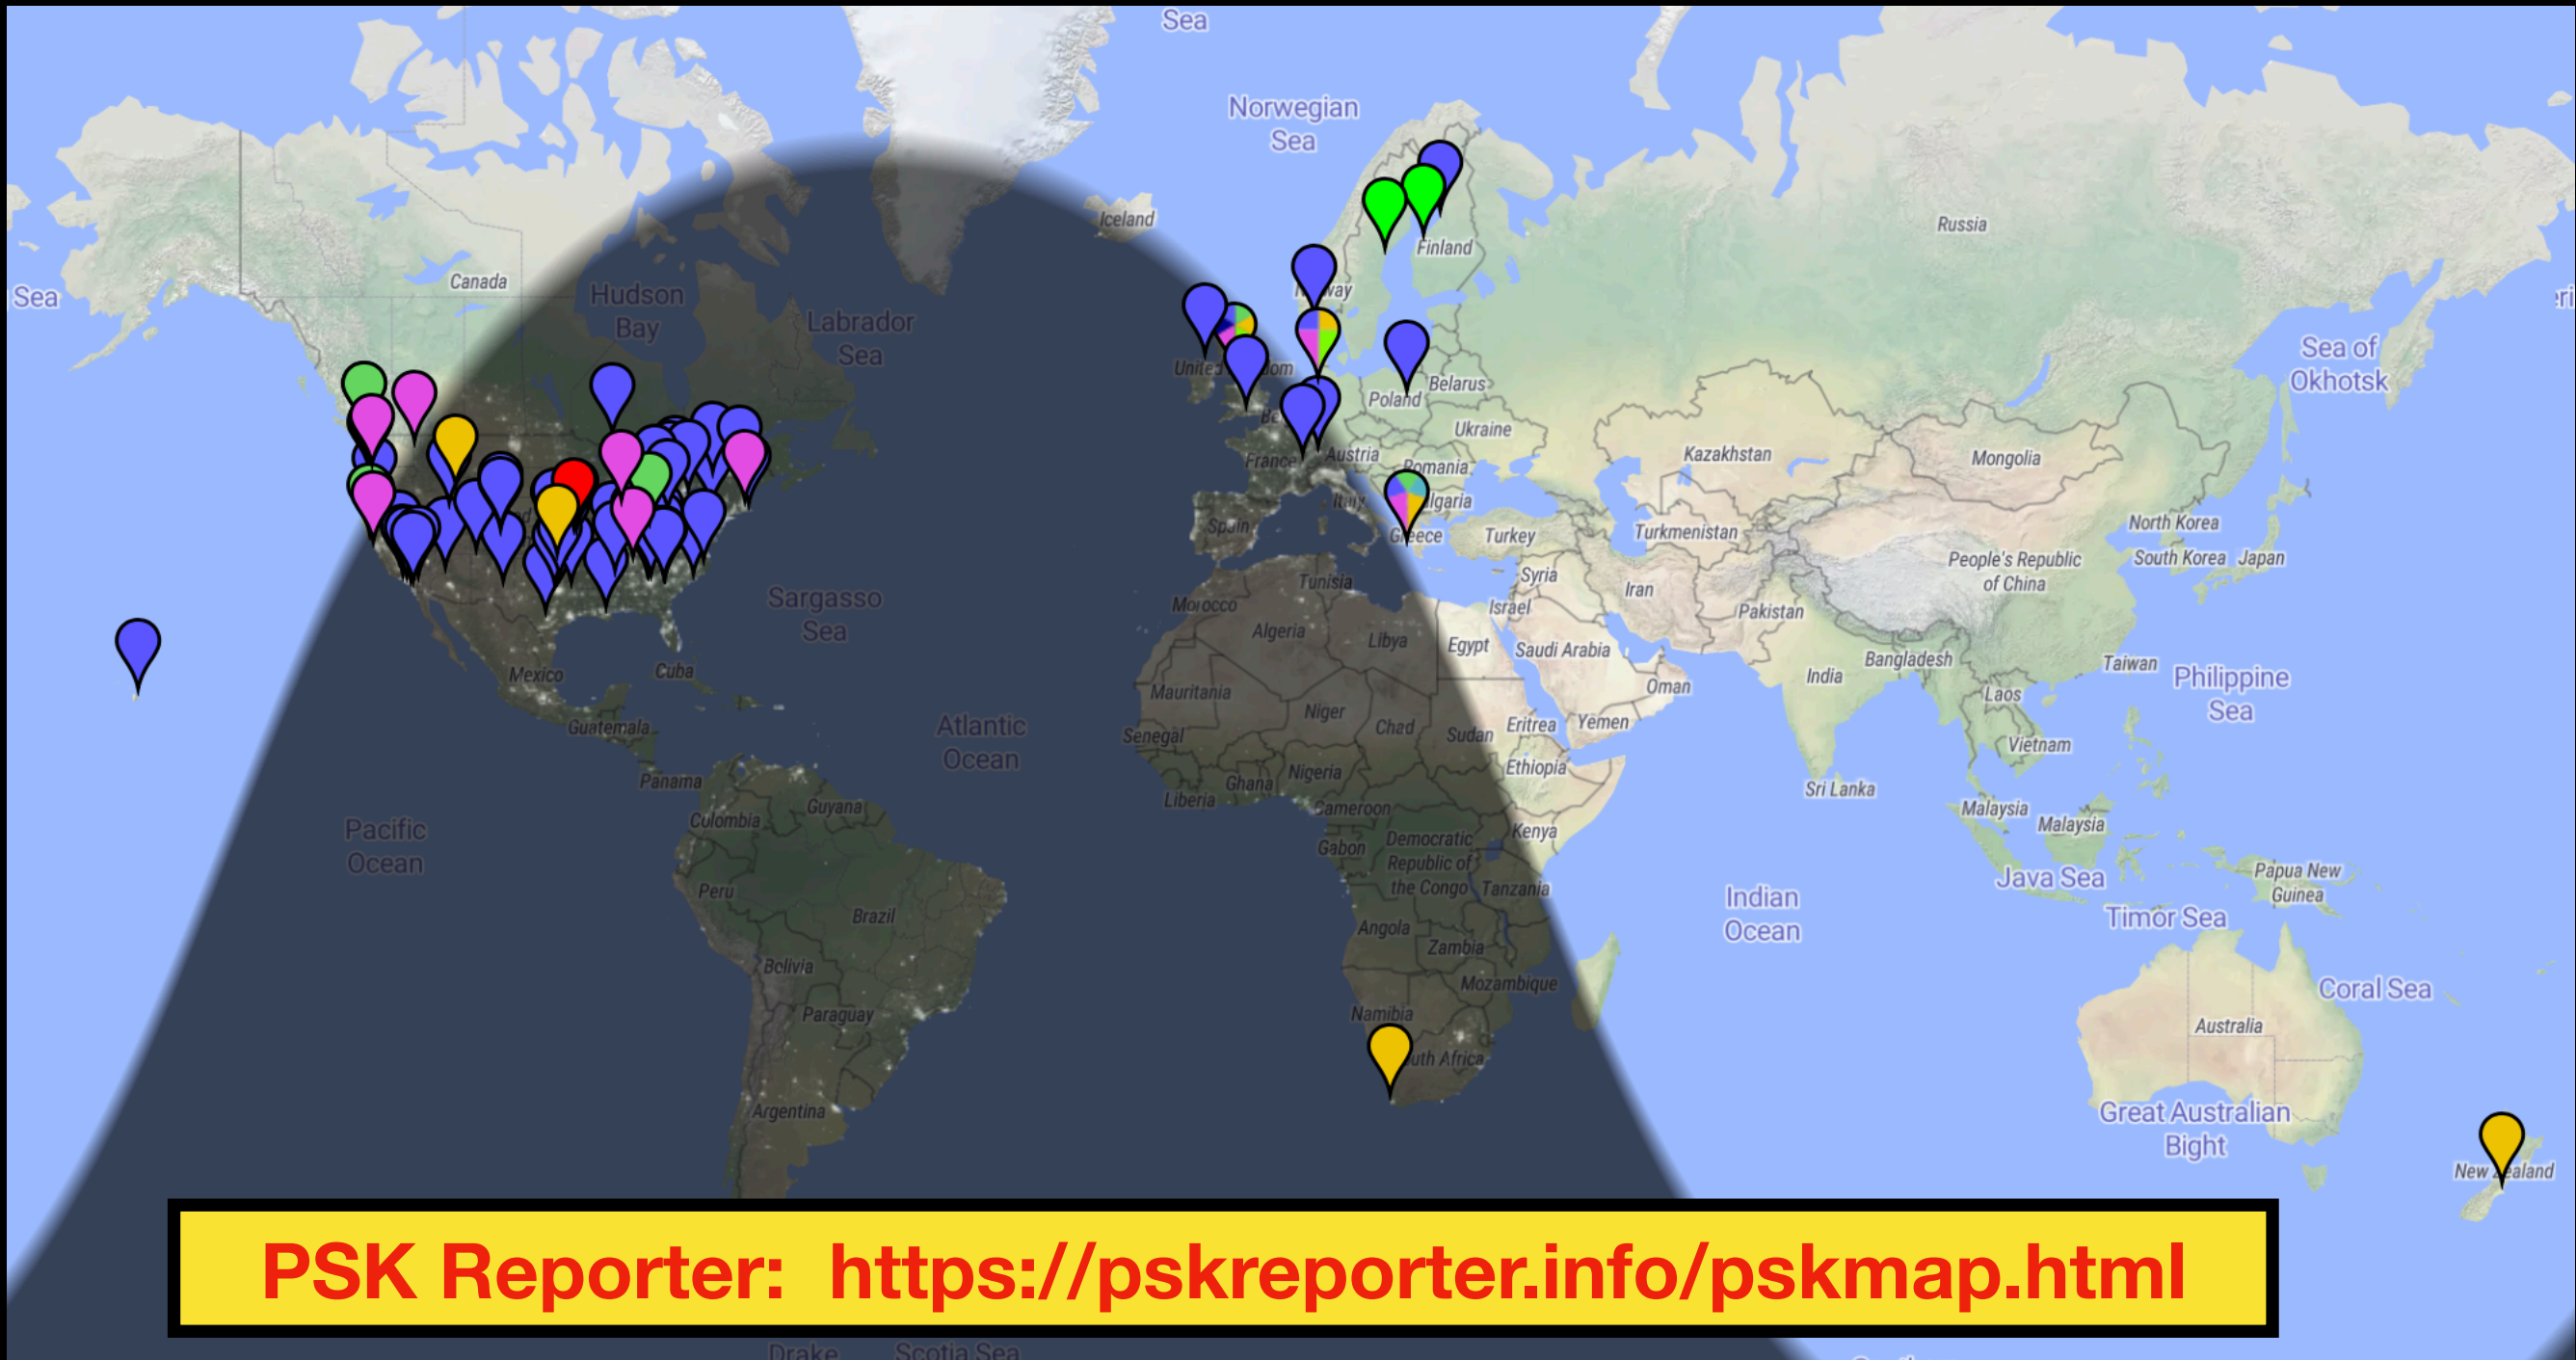 Sea
Norwegian
Sea
Iceland
Russia
Finland
Canada
Hudson
Bay
Sea
Labrador
Sea
Sea of
Okhotsk
Poland
Belarus
Ukraine
France
Austria
Romania
Kazakhstan
Mongolia
Spain
Italy
Greece
Turkey
Turkmenistan
North Korea
South Korea
Japan
People's Republic
of China
Syria
Iran
Israel
Pakistan
Tunisia
Morocco
Algeria
Libya
Egypt
Saudi Arabia
Sargasso
Sea
Mexico
Cuba
Mauritania
Oman
India
Bangladesh
Taiwan
Philippine
Sea
Laos
Guatemala
Atlantic
Ocean
Senegal
Niger
Chad
Sudan
Eritrea
Yemen
Vietnam
Panama
Liberia
Ghana
Nigeria
Ethiopia
Sri Lanka
Guyana
Colombia
Cameroon
Malaysia
Malaysia
Pacific
Ocean
Gabon
Democratic
Republic of
the Congo
Kenya
Tanzania
Java Sea
Papua New
Guinea
Peru
Brazil
Angola
Zambia
Indian
Ocean
Timor Sea
Bolivia
Mozambique
Coral Sea
Paraguay
Namibia
Australia
Argentina
Great Australian
Bight
New Zealand
PSK Reporter: https://pskreporter.info/pskmap.html
Drake
Scotia Sea